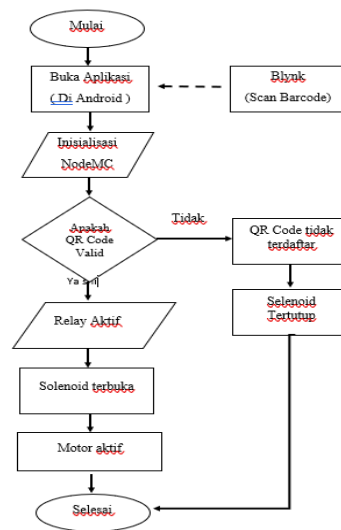 Mulai
Buka Aplikasi
( Di Android )
Blynk
(Scan Barcode)
Inisialisasi
NodeMC
Apakah
QR Code
Valid
Tidak
QR Code tidak
terdaftar
Ya
Selenoid
Tertutup
Relay Aktif
Solenoid terbuka
Motor aktif
Selesai